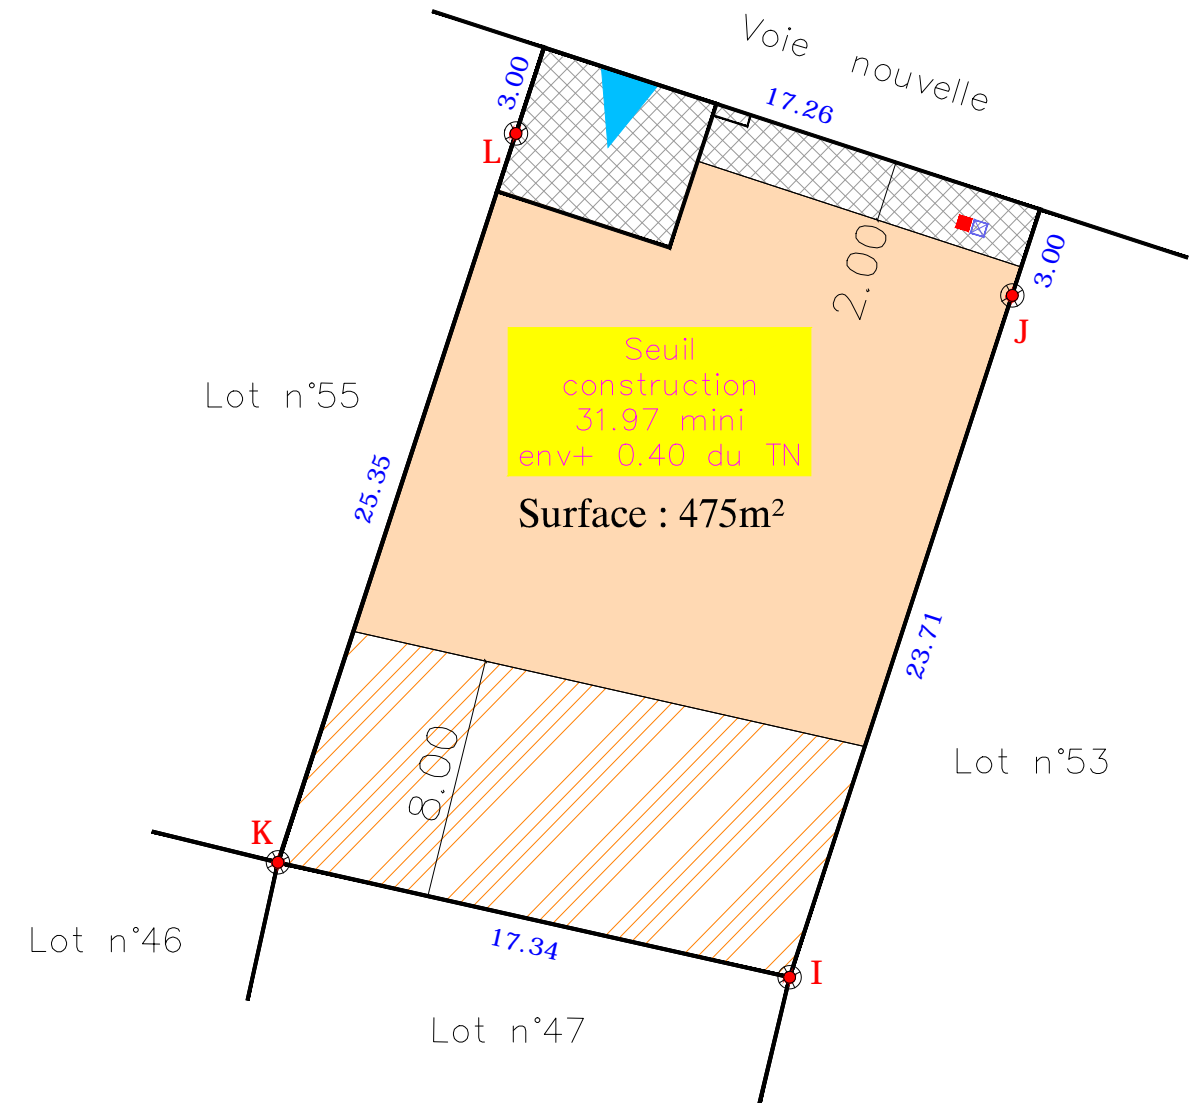 Voie nouvelle
3.00
17.26
L
3.00
2.00
J
Seuil
construction
31.97 mini
env+ 0.40 du TN
Lot n°55
25.35
Surface : 475m²
23.71
8.00
Lot n°53
K
Lot n°46
17.34
I
Lot n°47